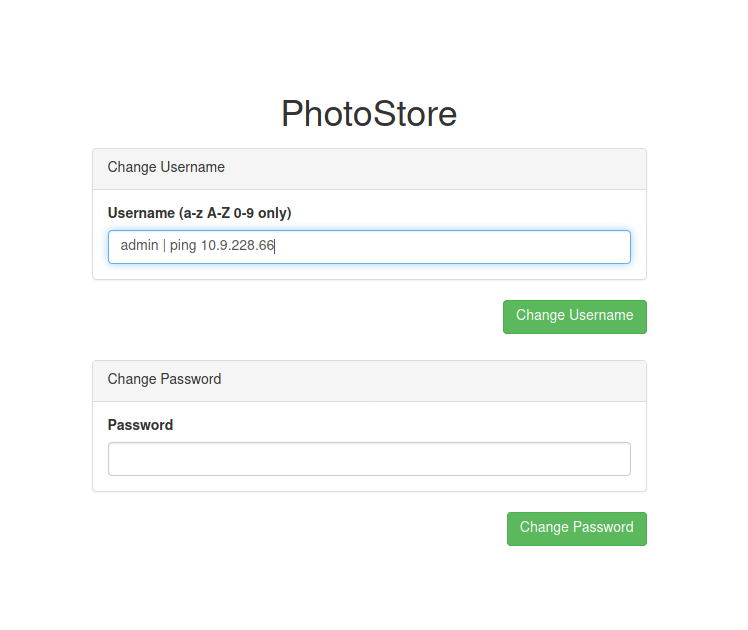 PhotoStore
Change Username
Username (a-z A-Z 0-9 only)
admin | ping 10.9.228.66
Change Username
Change Password
Password
Change Password